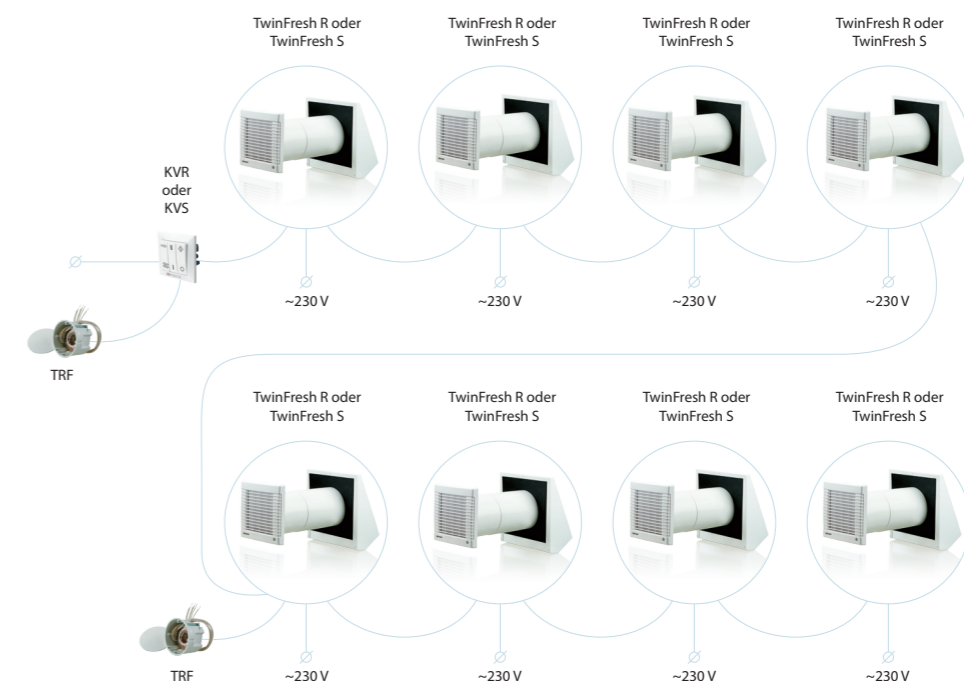 TwinFresh R oder
TwinFresh S
TwinFresh R oder
TwinFresh S
TwinFresh R oder
TwinFresh S
TwinFresh R oder
TwinFresh S
KVR
oder
KVS
~230 V
~230 V
~230 V
~230 V
TRF
TwinFresh R oder
TwinFresh S
TwinFresh R oder
TwinFresh S
TwinFresh R oder
TwinFresh S
TwinFresh R oder
TwinFresh S
TRF
~230 V
~230 V
~230 V
~230 V